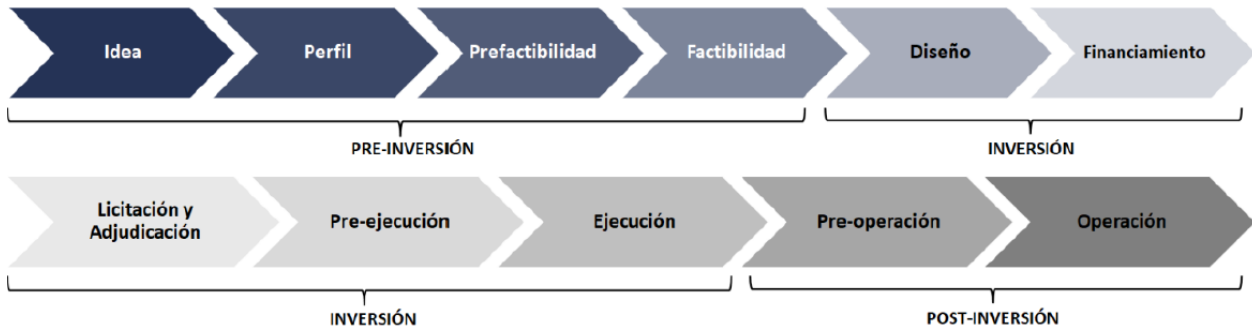 Idea
Perfil
Prefactibilidad
Factibilidad
Diseño
Financiamiento
PRE-INVERSIÓN
INVERSIÓN
Licitación y
Adjudicación
Pre-ejecución
Ejecución
Pre-operación
Operación
INVERSIÓN
POST-INVERSIÓN